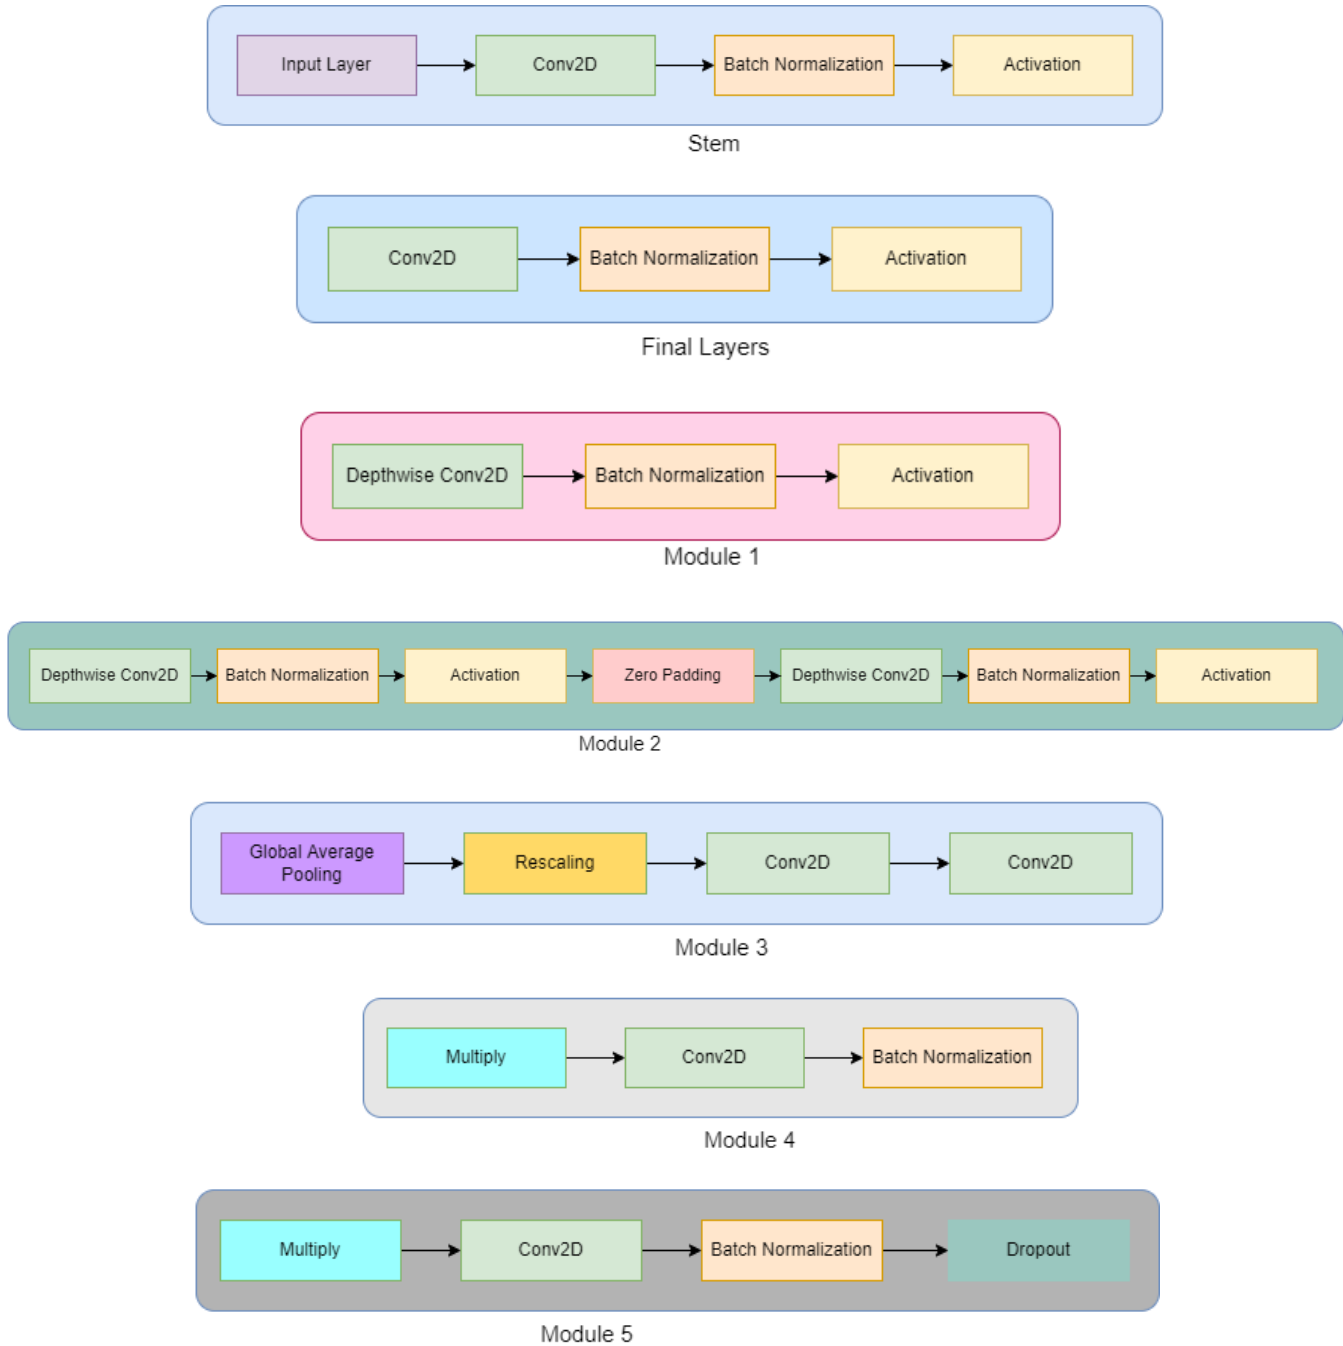 Input Layer
Conv2D
Batch Normalization
Activation
Stem
Conv2D
Batch Normalization
Activation
Final Layers
Depthwise Conv2D
Batch Normalization
Activation
Module 1
Depthwise Conv2D
Batch Normalization
Activation
Zero Padding
Depthwise Conv2D
Batch Normalization
Activation
Module 2
Global Average
Pooling
Rescaling
Conv2D
Conv2D
Module 3
Multiply
Conv2D
Batch Normalization
Module 4
Multiply
Conv2D
Batch Normalization
Dropout
Module 5